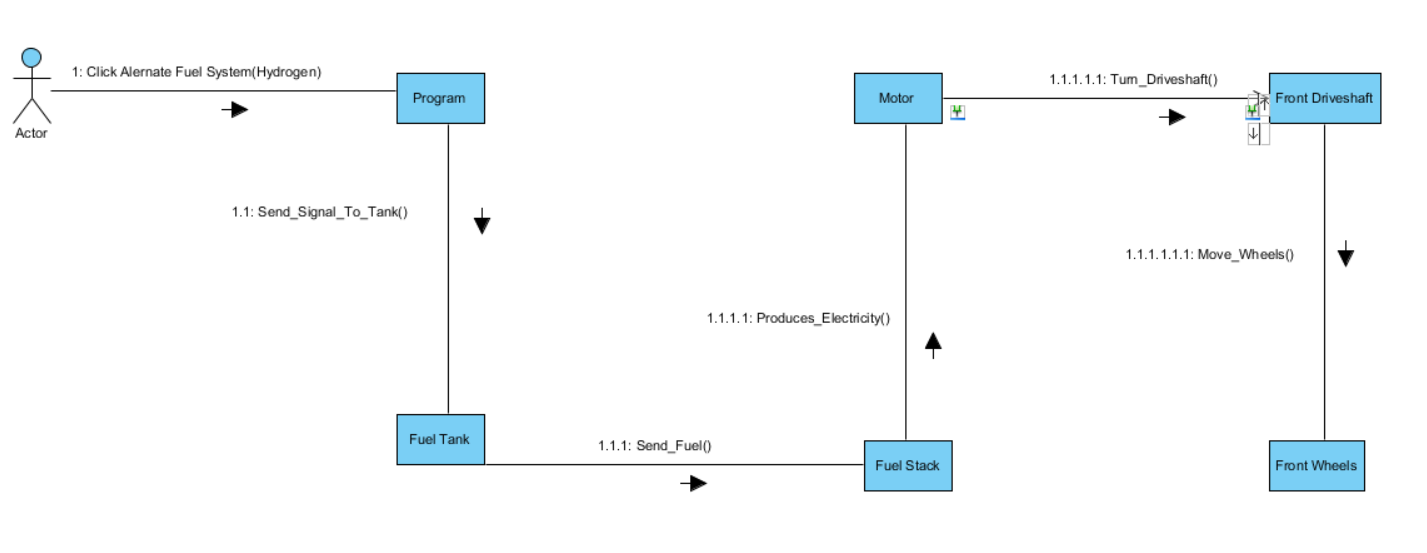 1: Click Alernate Fuel System(Hydrogen)
Actor
Program
Motor
1.1.1.1.1: Turn_Driveshaft()
Front Driveshaft
1.1: Send_Signal_To_Tank()
1.1.1.1.1.1: Move_Wheels()
1.1.1.1: Produces_Electricity()
Fuel Tank
1.1.1: Send_Fuel()
Fuel Stack
Front Wheels